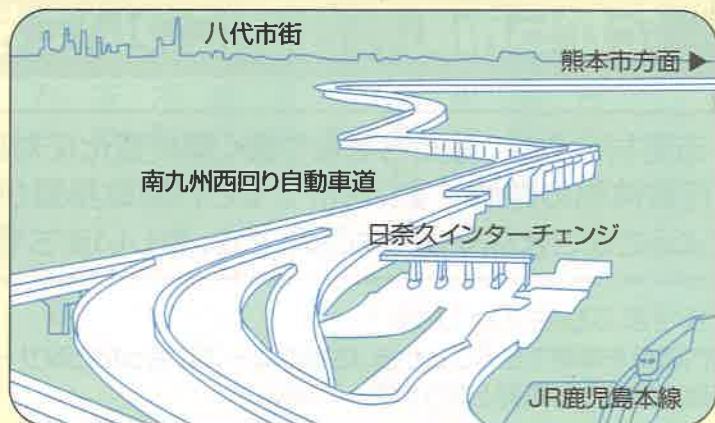 八代市街
熊本市方面▶
南九州西回り自動車道
日奈久インターチェンジ
JR鹿児島本線